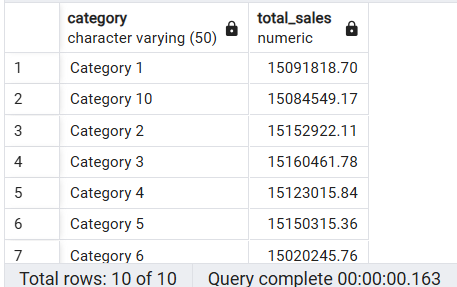 category total_sales
character varying (50) numeric
1 Category 1 15091818.70
2 Category 10 15084549.17
3 Category 2 15152922.11
4 Category 3 15160461.78
5 Category 4 15123015.84
6 Category 5 15150315.36
7 Category 6 15020245.76
Total rows: 10 of 10 Query complete 00:00:00.163